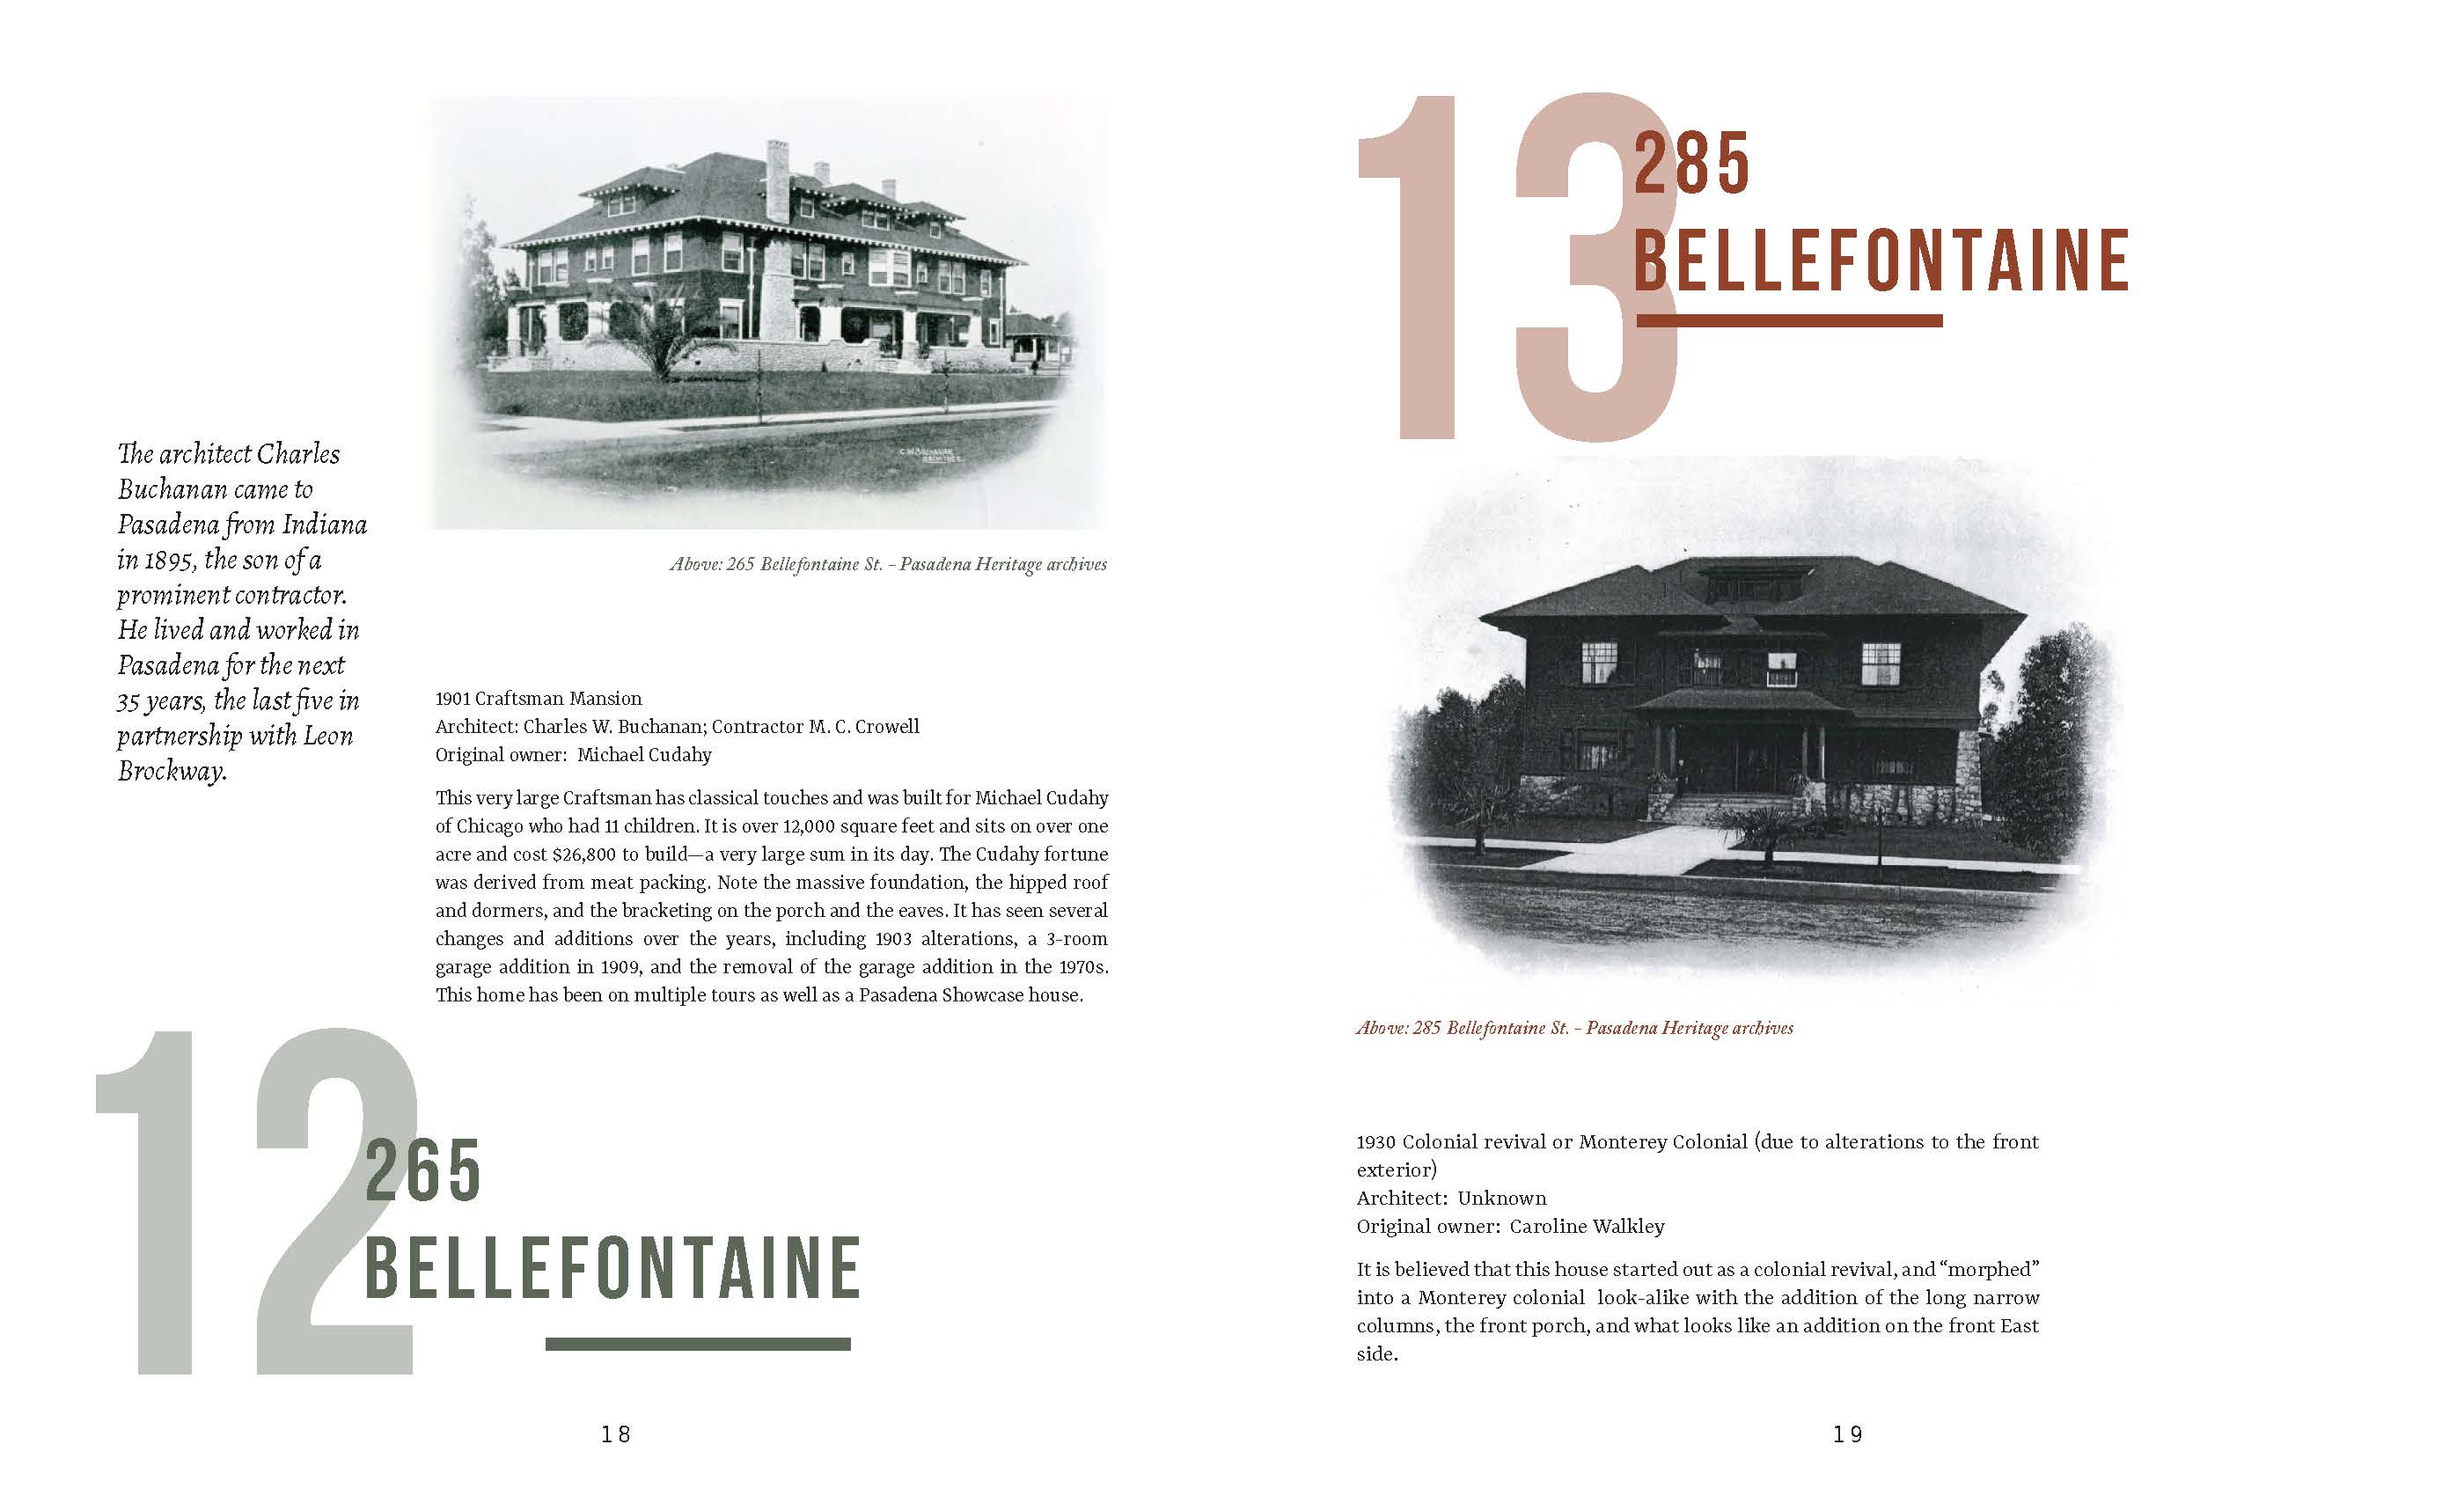 The architect Charles
Buchanan came to
Pasadena from Indiana
in 1895, the son of a
prominent contractor.
He lived and worked in
Pasadena for the next
35 years, the last five in
partnership with Leon
Brockway.
C.W.BUCHANAN
ARCHITECT
Above: 265 Bellefontaine St. – Pasadena Heritage archives
1901 Craftsman Mansion
Architect: Charles W. Buchanan; Contractor M. C. Crowell
Original owner:  Michael Cudahy
This very large Craftsman has classical touches and was built for Michael Cudahy
of Chicago who had 11 children. It is over 12,000 square feet and sits on over one
acre and cost $26,800 to build—a very large sum in its day. The Cudahy fortune
was derived from meat packing. Note the massive foundation, the hipped roof
and dormers, and the bracketing on the porch and the eaves. It has seen several
changes and additions over the years, including 1903 alterations, a 3-room
garage addition in 1909, and the removal of the garage addition in the 1970s.
This home has been on multiple tours as well as a Pasadena Showcase house.
12
265
BELLEFONTAINE
18
13
285
BELLEFONTAINE
Above: 285 Bellefontaine St. – Pasadena Heritage archives
1930 Colonial revival or Monterey Colonial (due to alterations to the front
exterior)
Architect:  Unknown
Original owner:  Caroline Walkley
It is believed that this house started out as a colonial revival, and “morphed”
into a Monterey colonial  look-alike with the addition of the long narrow
columns, the front porch, and what looks like an addition on the front East
side.
19